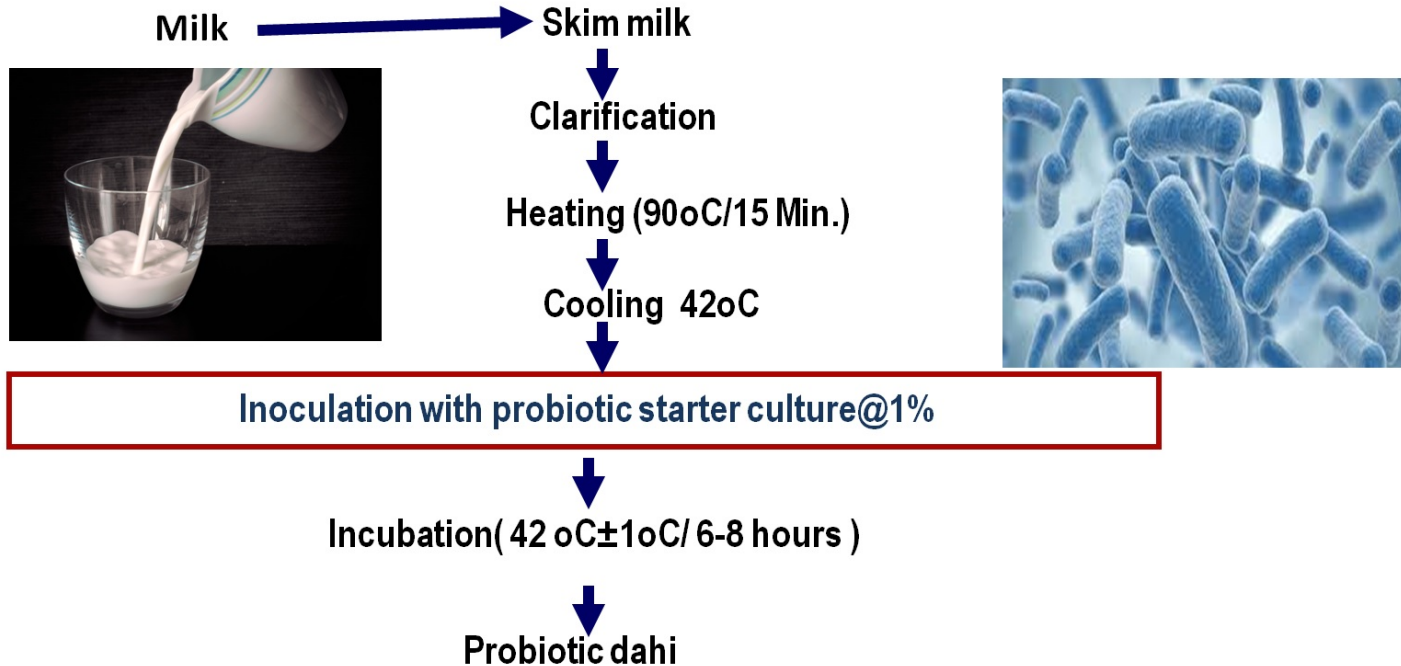 Milk
Skim milk
Clarification
Heating (90oC/15 Min.)
Cooling 42oC
Inoculation with probiotic starter culture@1%
Incubation( 42 oC±1oC/ 6-8 hours )
Probiotic dahi